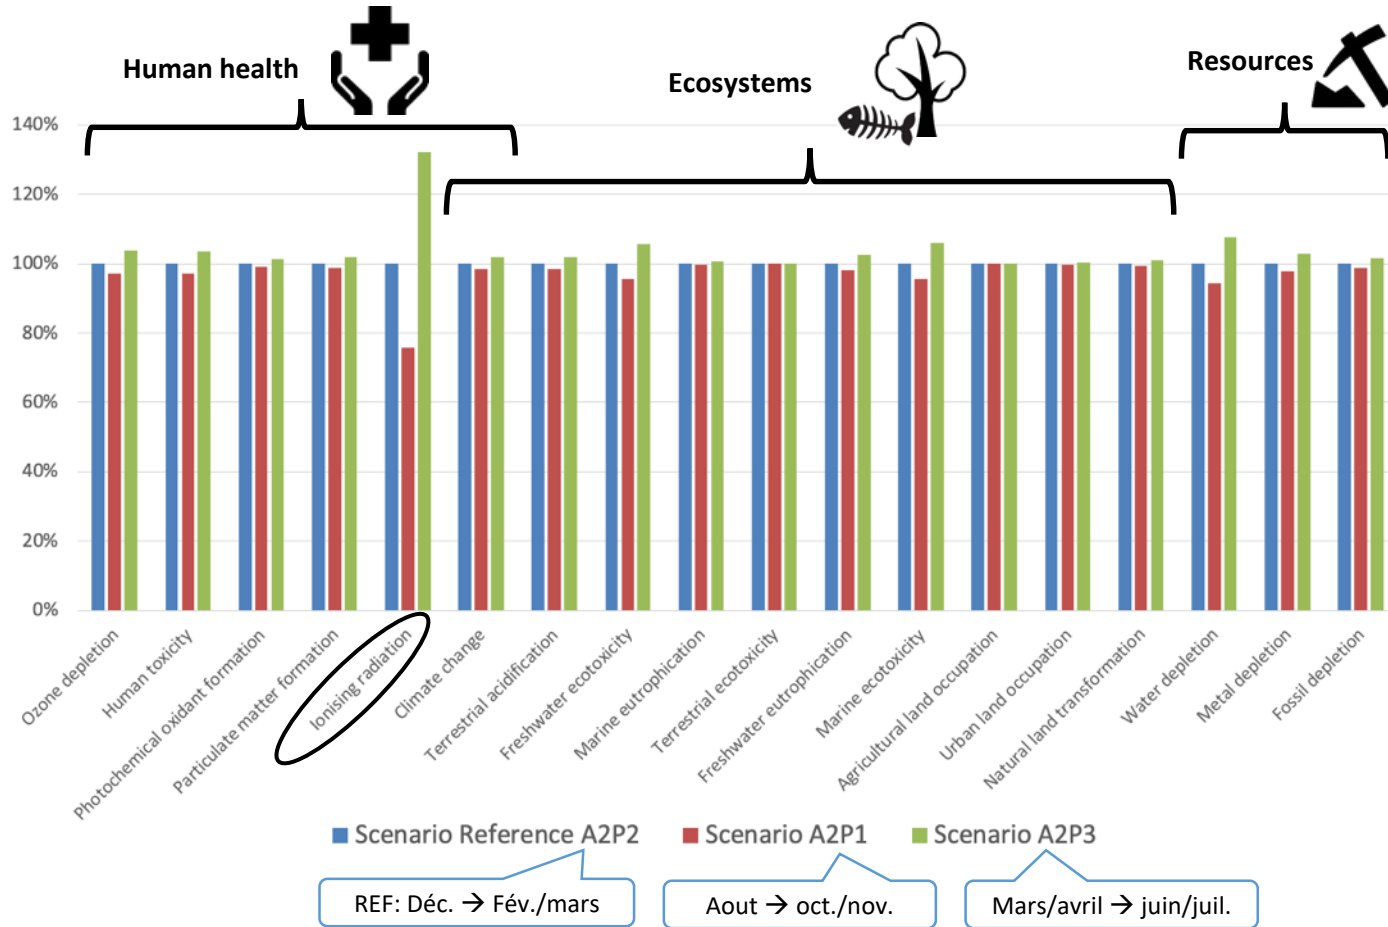 Human health
Ecosystems
Resources
140%
120%
100%
80%
60%
40%
20%
0%
Ozone depletion
Human toxicity
Photochemical oxidant formation
Particulate matter formation
Ionising radiation
Climate change
Terrestrial acidification
Freshwater ecotoxicity
Marine eutrophication
Terrestrial ecotoxicity
Freshwater eutrophication
Marine ecotoxicity
Agricultural land occupation
Urban land occupation
Natural land transformation
Water depletion
Metal depletion
Fossil depletion
Scenario Reference A2P2
Scenario A2P1
Scenario A2P3
REF: Déc. → Fév./mars
Aout → oct./nov.
Mars/avril → juin/juil.